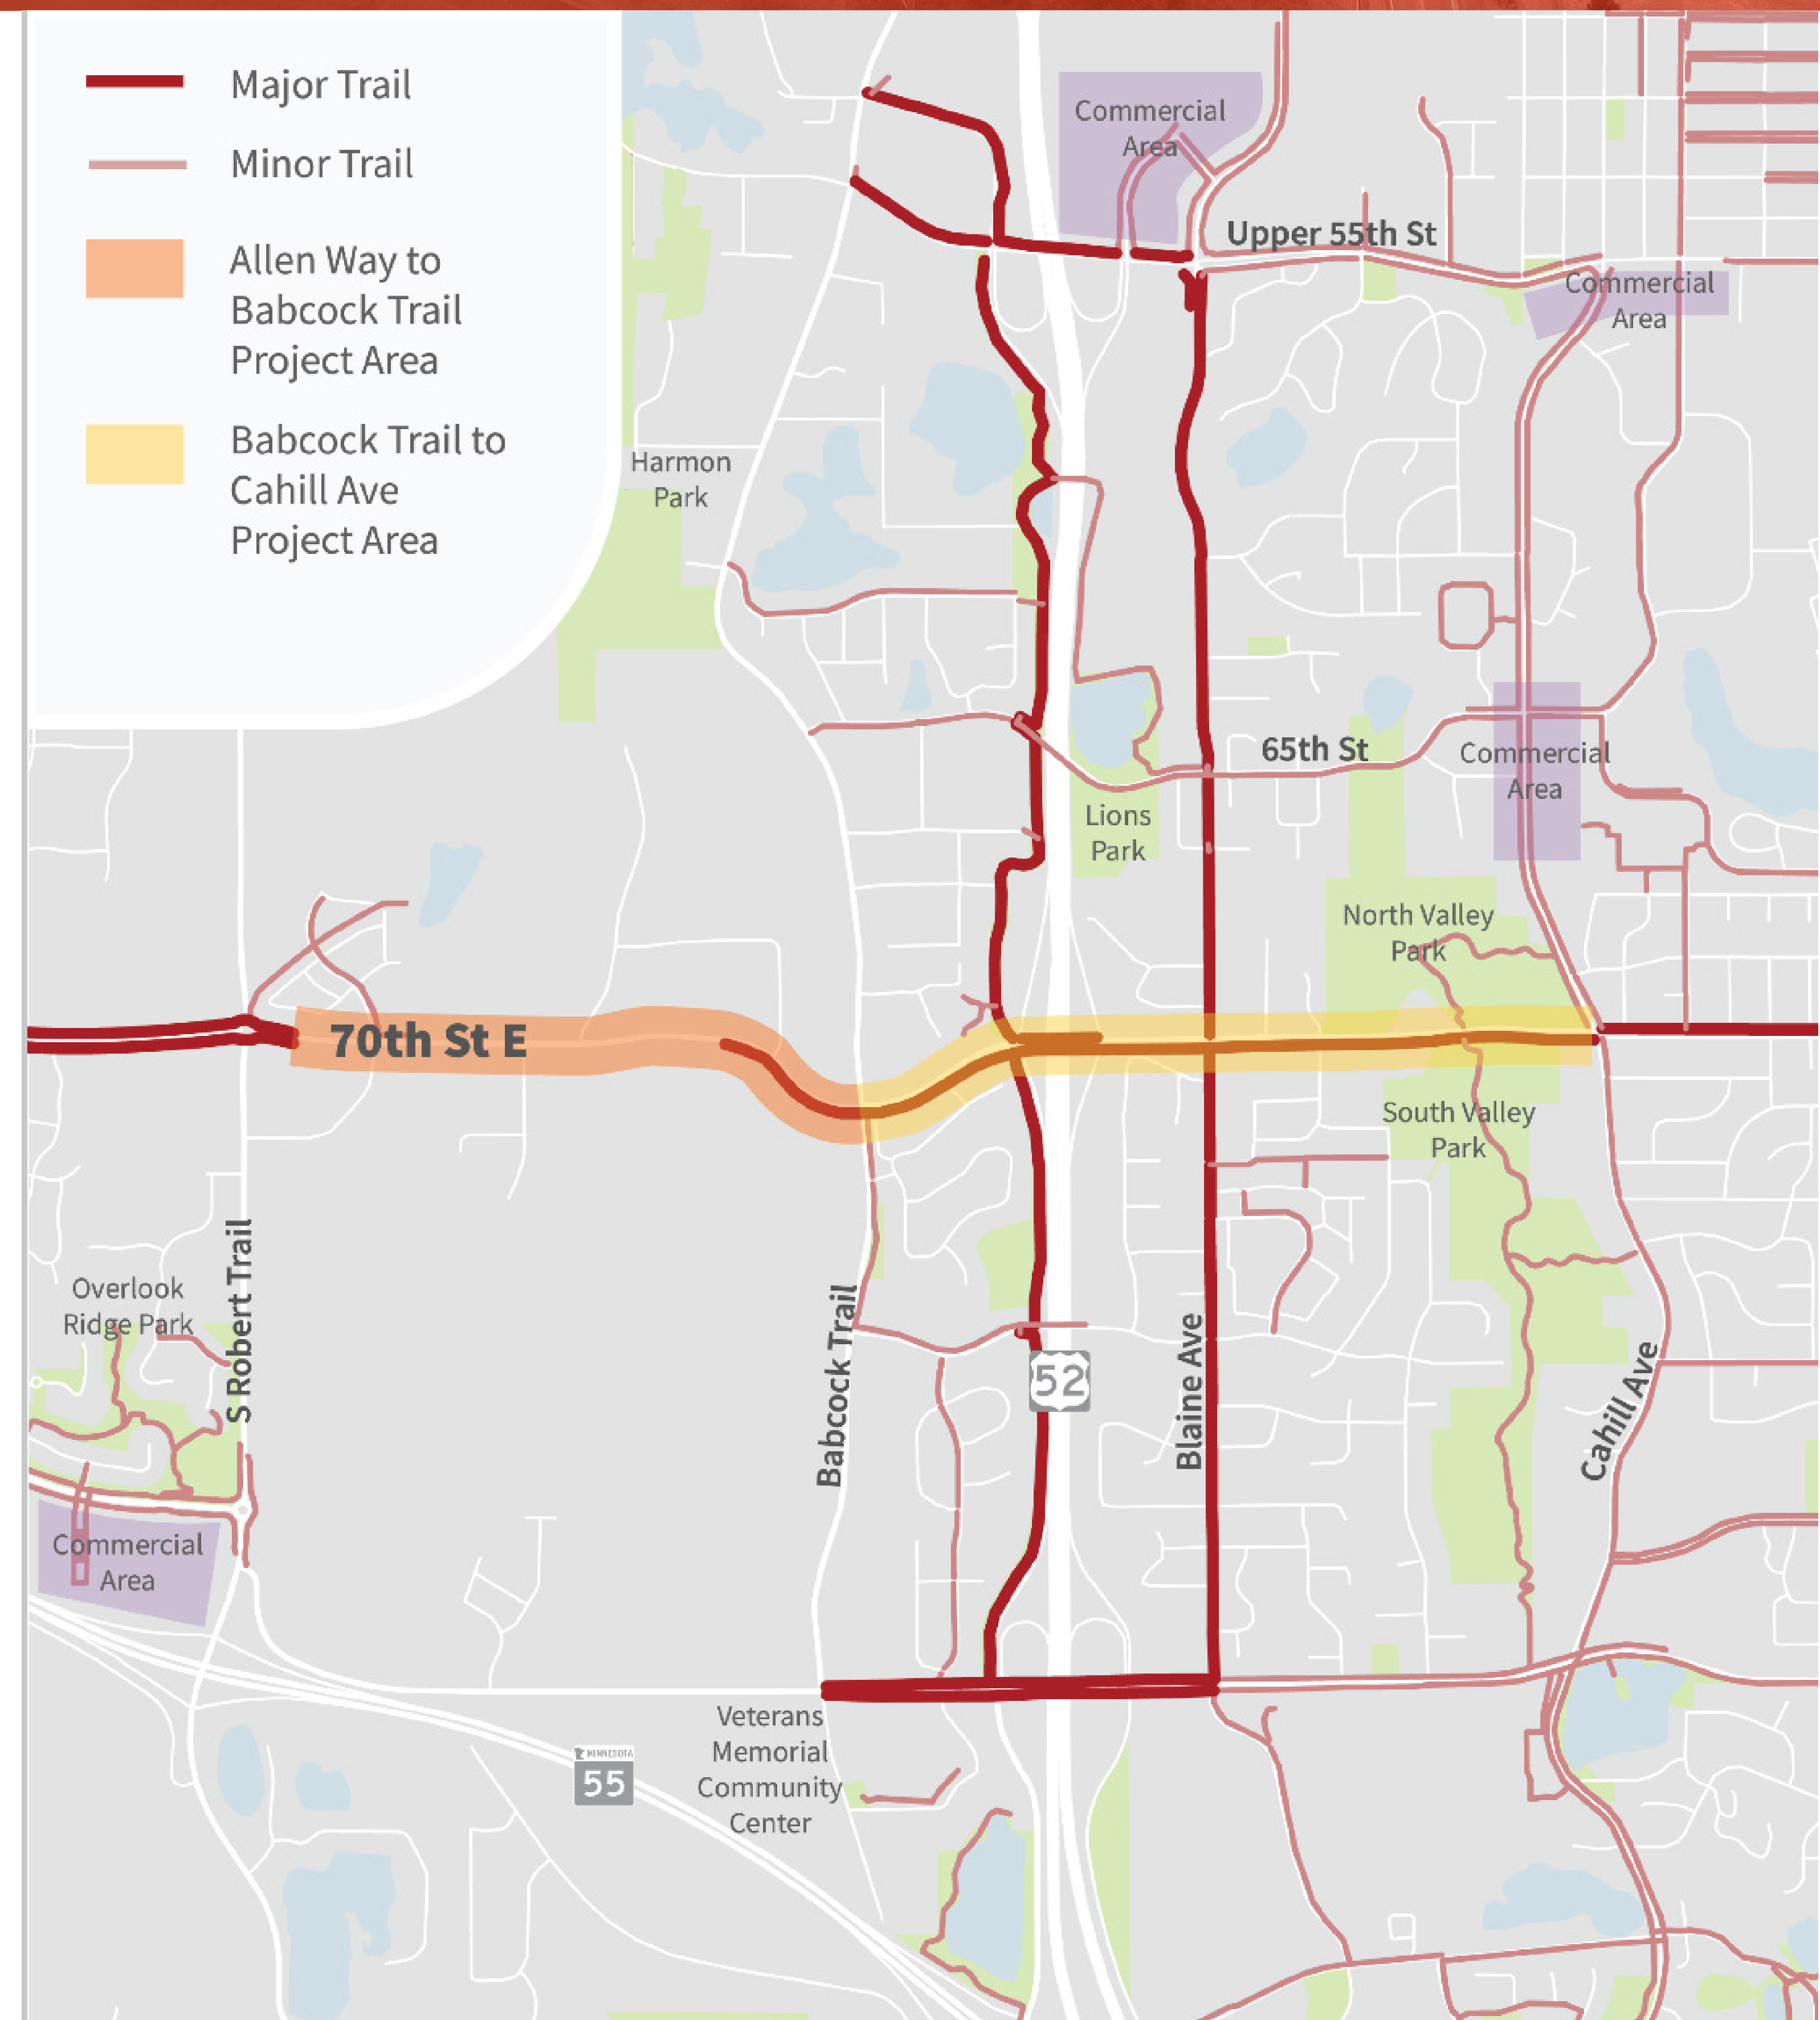 Major Trail
Minor Trail
Allen Way to
Babcock Trail
Project Area
Babcock Trail to
Cahill Ave
Project Area
Commercial
Area
Upper 55th St
Commercial
Area
Harmon
Park
65th St
Commercial
Area
Lions
Park
North Valley
Park
70th St E
South Valley
Park
Overlook
Ridge Park
S Robert Trail
Babcock Trail
52
Blaine Ave
Cahill Ave
Commercial
Area
Veterans
Memorial
Community
Center
MINNESOTA
55